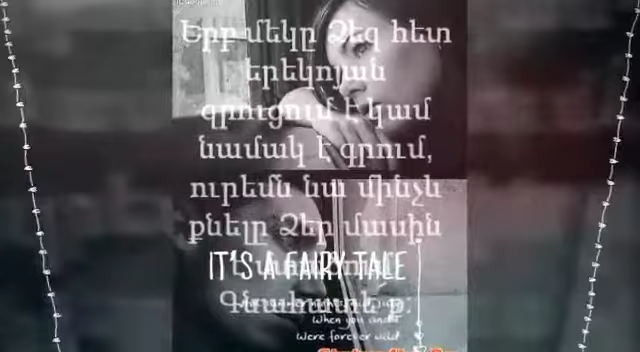 Երբ մեկը Ձեզ հետ
երեկոյան
զրուցում է կամ
նամակ է գրում,
ուրեմն նա մինչև
քնելը Ձեր մասին
IT'S A FAIRY TALE
Գնահատե ք.
When you and I
Were forever wild